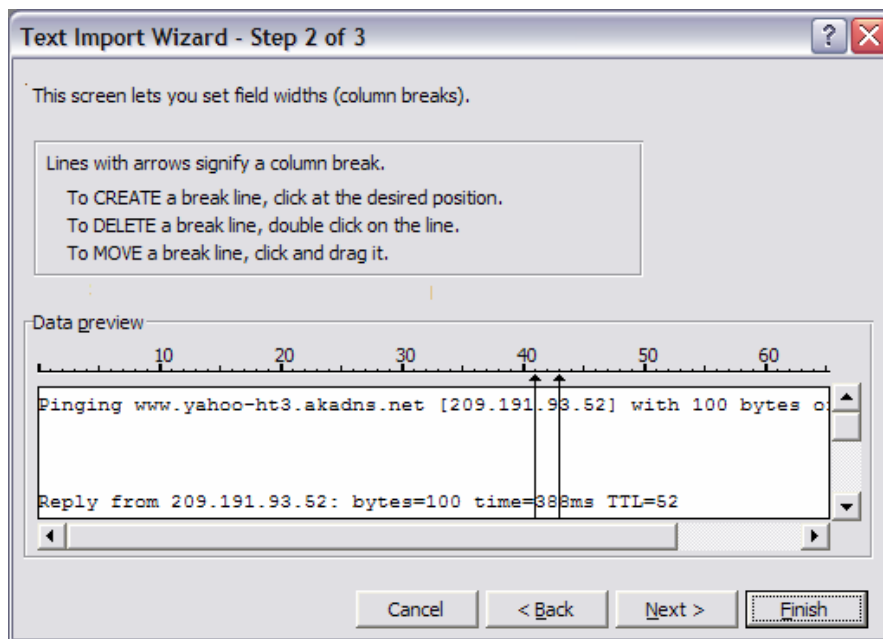 Text Import Wizard - Step 2 of 3
?
This screen lets you set field widths (column breaks).
Lines with arrows signify a column break.
To CREATE a break line, click at the desired position.
To DELETE a break line, double click on the line.
To MOVE a break line, click and drag it.
Data preview
10 20 30 40 50 60
Pinging www.yahoo-ht3.akadns.net [209.191.93.52] with 100 bytes
Reply from 209.191.93.52: bytes=100 time=388ms TTL=52
Cancel < Back Next > Finish